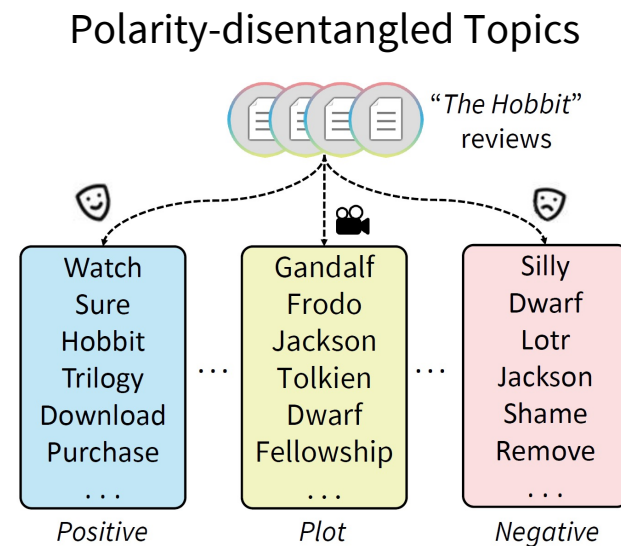 Polarity-disentangled Topics
“The Hobbit”
reviews
Watch
Sure
Hobbit
Trilogy
Download
Purchase
. . .
Positive
. . .
Gandalf
Frodo
Jackson
Tolkien
Dwarf
Fellowship
. . .
Plot
. . .
Silly
Dwarf
Lotr
Jackson
Shame
Remove
. . .
Negative